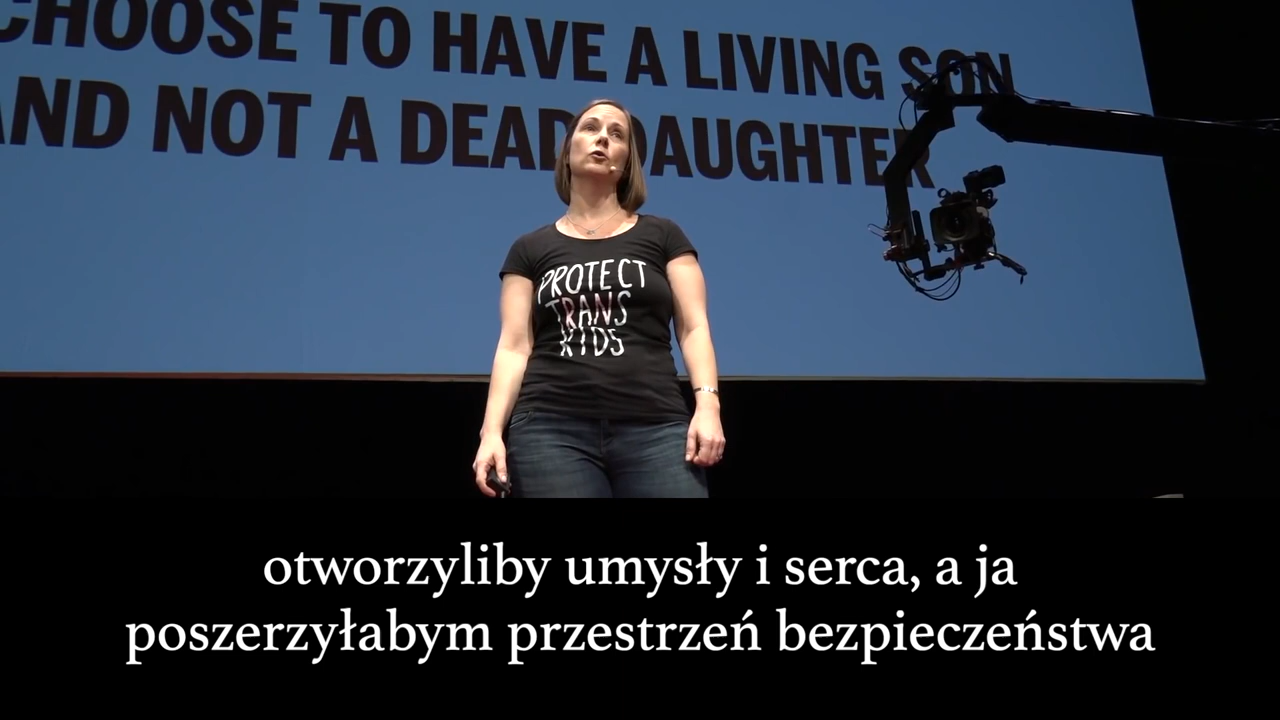 CHOOSE TO HAVE A LIVING SON
AND NOT A DEAD DAUGHTER
PROTECT
TRANS
KIDS
otworzyliby umysły i serca, a ja
poszerzyłabym przestrzeń bezpieczeństwa